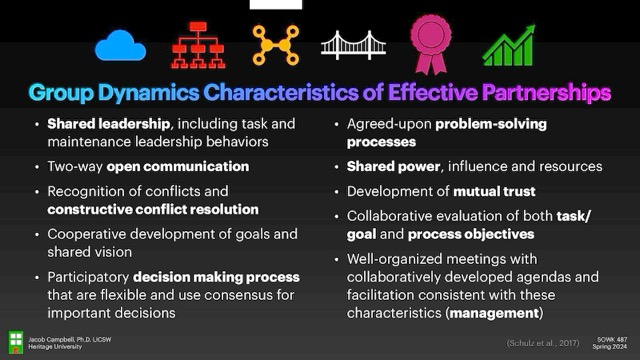 Group Dynamics Characteristics of Effective Partnerships
• Shared leadership, including task and
maintenance leadership behaviors
• Two-way open communication
• Recognition of conflicts and
constructive conflict resolution
• Cooperative development of goals and
shared vision
• Participatory decision making process
that are flexible and use consensus for
important decisions
• Agreed-upon problem-solving
processes
• Shared power, influence and resources
• Development of mutual trust
• Collaborative evaluation of both task/
goal and process objectives
• Well-organized meetings with
collaboratively developed agendas and
facilitation consistent with these
characteristics (management)
Jacob Campbell, Ph.D. LICSW
Heritage University
(Schulz et al., 2017)
SOWK 487
Spring 2024